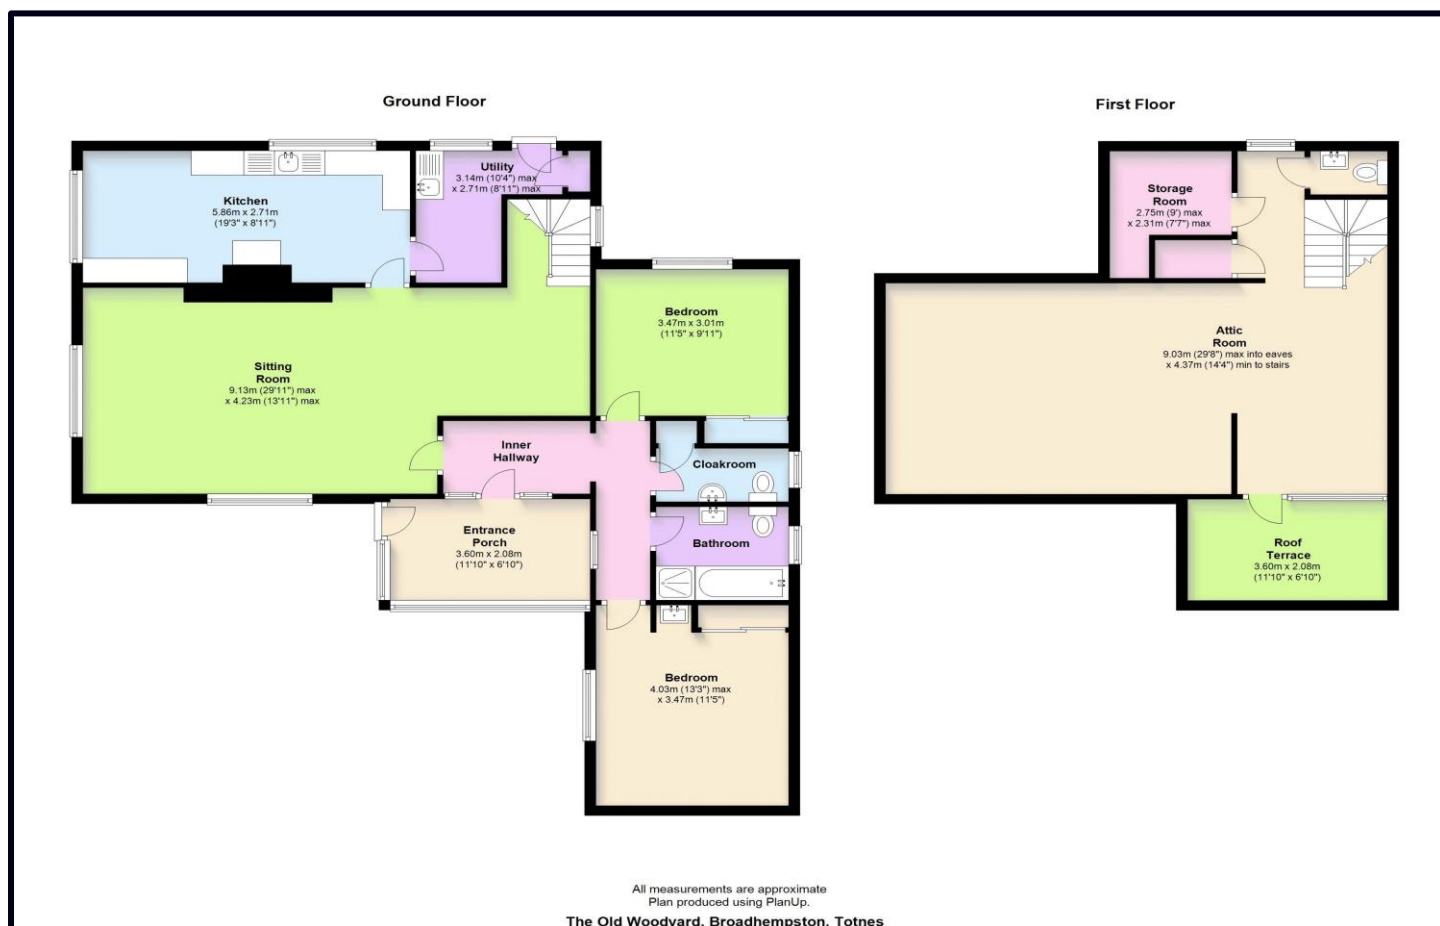 Ground Floor
First Floor
Kitchen
5.86m x 2.71m
(19'3" x 8'11")
Utility
3.14m (10'4") max
x 2.71m (8'11") max
Sitting
Room
9.13m (29'11") max
x 4.23m (13'11") max
Bedroom
3.47m x 3.01m
(11'5" x 9'11")
Inner
Hallway
Cloakroom
Entrance
Porch
3.60m x 2.08m
(11'10" x 6'10")
Bathroom
Bedroom
4.03m (13'3") max
x 3.47m (11'5")
Storage
Room
2.75m (9') max
x 2.31m (7'7") max
Attic
Room
9.03m (29'8") max into eaves
x 4.37m (14'4") min to stairs
Roof
Terrace
3.60m x 2.08m
(11'10" x 6'10")
All measurements are approximate
Plan produced using PlanUp.
The Old Woodyard, Broadhempston, Totnes